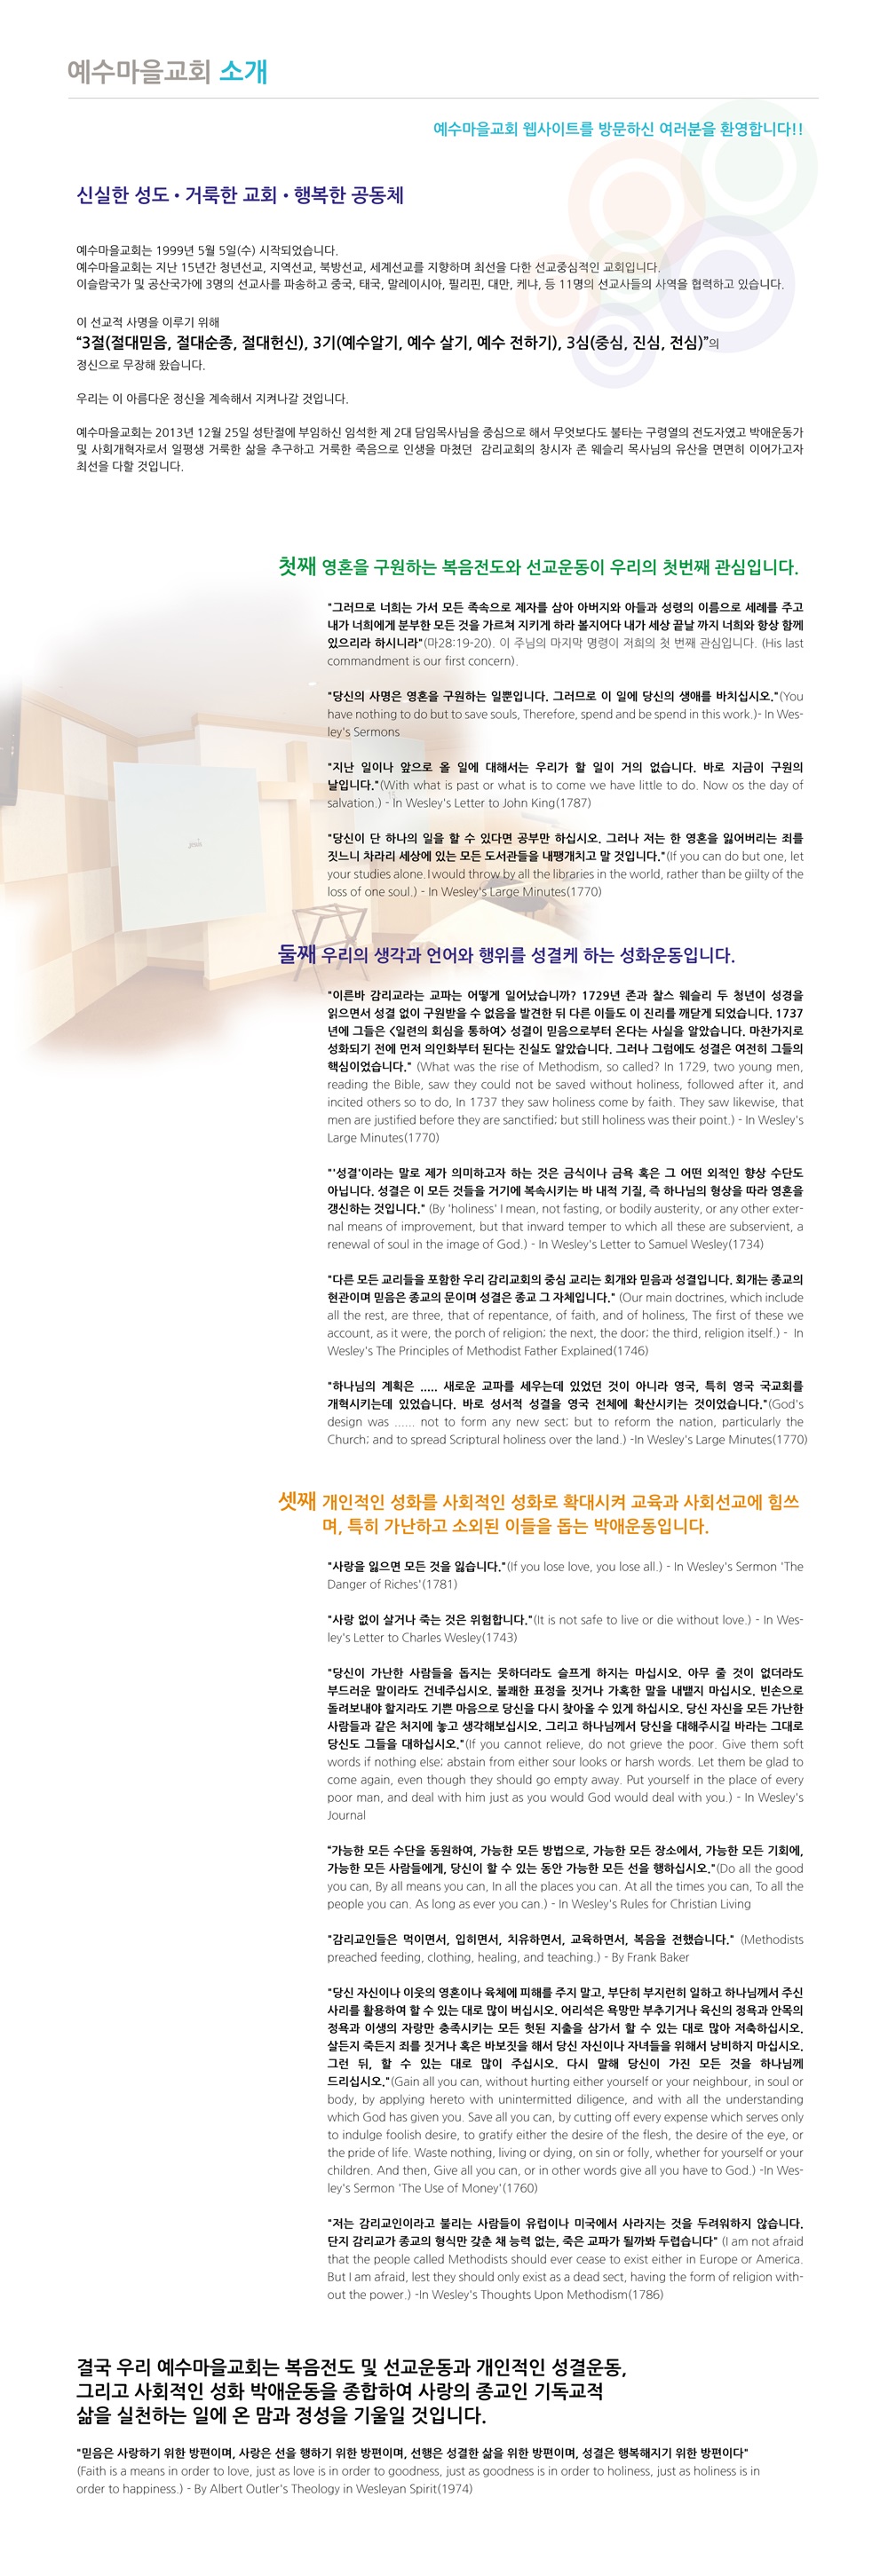 예수마을교회 소개
예수마을교회 웹사이트를 방문하신 여러분을 환영합니다!!
신실한 성도 • 거룩한 교회 • 행복한 공동체
예수마을교회는 1999년 5월 5일(수) 시작되었습니다.
예수마을교회는 지난 15년간 청년선교, 지역선교, 북방선교, 세계선교를 지향하며 최선을 다한 선교중심적인 교회입니다.
이슬람국가 및 공산국가에 3명의 선교사를 파송하고 중국, 태국, 말레이시아, 필리핀, 대만, 케냐, 등 11명의 선교사들의 사역을 협력하고 있습니다.
이 선교적 사명을 이루기 위해
“3절(절대믿음, 절대순종, 절대헌신), 3기(예수알기, 예수 살기, 예수 전하기), 3심(중심, 진심, 전심)”의
정신으로 무장해 왔습니다.
우리는 이 아름다운 정신을 계속해서 지켜나갈 것입니다.
예수마을교회는 2013년 12월 25일 성탄절에 부임하신 임석한 제 2대 담임목사님을 중심으로 해서 무엇보다도 불타는 구령열의 전도자였고 박애운동가
및 사회개혁자로서 일평생 거룩한 삶을 추구하고 거룩한 죽음으로 인생을 마쳤던 감리교회의 창시자 존 웨슬리 목사님의 유산을 면면히 이어가고자
최선을 다할 것입니다.
첫째 영혼을 구원하는 복음전도와 선교운동이 우리의 첫번째 관심입니다.
"그러므로 너희는 가서 모든 족속으로 제자를 삼아 아버지와 아들과 성령의 이름으로 세례를 주고
내가 너희에게 분부한 모든 것을 가르쳐 지키게 하라 볼지어다 내가 세상 끝날 까지 너희와 항상 함께
있으리라 하시니라"(마28:19-20). 이 주님의 마지막 명령이 저희의 첫 번째 관심입니다. (His last
commandment is our first concern).
"당신의 사명은 영혼을 구원하는 일뿐입니다. 그러므로 이 일에 당신의 생애를 바치십시오."(You
have nothing to do but to save souls, Therefore, spend and be spend in this work.)- In Wes-
ley's Sermons
"지난 일이나 앞으로 올 일에 대해서는 우리가 할 일이 거의 없습니다. 바로 지금이 구원의
날입니다."(With what is past or what is to come we have little to do. Now os the day of
salvation.) - In Wesley's Letter to John King(1787)
jesus
"당신이 단 하나의 일을 할 수 있다면 공부만 하십시오. 그러나 저는 한 영혼을 잃어버리는 죄를
짓느니 차라리 세상에 있는 모든 도서관들을 내팽개치고 말 것입니다."(If you can do but one, let
your studies alone. I would throw by all the libraries in the world, rather than be giilty of the
loss of one soul.) - In Wesley's Large Minutes(1770)
둘째 우리의 생각과 언어와 행위를 성결케 하는 성화운동입니다.
"이른바 감리교라는 교파는 어떻게 일어났습니까? 1729년 존과 찰스 웨슬리 두 청년이 성경을
읽으면서 성결 없이 구원받을 수 없음을 발견한 뒤 다른 이들도 이 진리를 깨닫게 되었습니다. 1737
년에 그들은 <일련의 회심을 통하여> 성결이 믿음으로부터 온다는 사실을 알았습니다. 마찬가지로
성화되기 전에 먼저 의인화부터 된다는 진실도 알았습니다. 그러나 그럼에도 성결은 여전히 그들의
핵심이었습니다." (What was the rise of Methodism, so called? In 1729, two young men,
reading the Bible, saw they could not be saved without holiness, followed after it, and
incited others so to do, In 1737 they saw holiness come by faith. They saw likewise, that
men are justified before they are sanctified; but still holiness was their point.) - In Wesley's
Large Minutes(1770)
"'성결'이라는 말로 제가 의미하고자 하는 것은 금식이나 금욕 혹은 그 어떤 외적인 향상 수단도
아닙니다. 성결은 이 모든 것들을 거기에 복속시키는 바 내적 기질, 즉 하나님의 형상을 따라 영혼을
갱신하는 것입니다." (By 'holiness' I mean, not fasting, or bodily austerity, or any other exter-
nal means of improvement, but that inward temper to which all these are subservient, a
renewal of soul in the image of God.) - In Wesley's Letter to Samuel Wesley(1734)
"다른 모든 교리들을 포함한 우리 감리교회의 중심 교리는 회개와 믿음과 성결입니다. 회개는 종교의
현관이며 믿음은 종교의 문이며 성결은 종교 그 자체입니다." (Our main doctrines, which include
all the rest, are three, that of repentance, of faith, and of holiness, The first of these we
account, as it were, the porch of religion; the next, the door; the third, religion itself.) - In
Wesley's The Principles of Methodist Father Explained(1746)
"하나님의 계획은 ..... 새로운 교파를 세우는데 있었던 것이 아니라 영국, 특히 영국 국교회를
개혁시키는데 있었습니다. 바로 성서적 성결을 영국 전체에 확산시키는 것이었습니다."(God's
design was ...... not to form any new sect; but to reform the nation, particularly the
Church; and to spread Scriptural holiness over the land.) -In Wesley's Large Minutes(1770)
셋째 개인적인 성화를 사회적인 성화로 확대시켜 교육과 사회선교에 힘쓰
며, 특히 가난하고 소외된 이들을 돕는 박애운동입니다.
"사랑을 잃으면 모든 것을 잃습니다."(If you lose love, you lose all.) - In Wesley's Sermon 'The
Danger of Riches'(1781)
"사랑 없이 살거나 죽는 것은 위험합니다."(It is not safe to live or die without love.) - In Wes-
ley's Letter to Charles Wesley(1743)
"당신이 가난한 사람들을 돕지는 못하더라도 슬프게 하지는 마십시오. 아무 줄 것이 없더라도
부드러운 말이라도 건네주십시오. 불쾌한 표정을 짓거나 가혹한 말을 내뱉지 마십시오. 빈손으로
돌려보내야 할지라도 기쁜 마음으로 당신을 다시 찾아올 수 있게 하십시오. 당신 자신을 모든 가난한
사람들과 같은 처지에 놓고 생각해보십시오. 그리고 하나님께서 당신을 대해주시길 바라는 그대로
당신도 그들을 대하십시오."(If you cannot relieve, do not grieve the poor. Give them soft
words if nothing else; abstain from either sour looks or harsh words. Let them be glad to
come again, even though they should go empty away. Put yourself in the place of every
poor man, and deal with him just as you would God would deal with you.) - In Wesley's
Journal
"가능한 모든 수단을 동원하여, 가능한 모든 방법으로, 가능한 모든 장소에서, 가능한 모든 기회에,
가능한 모든 사람들에게, 당신이 할 수 있는 동안 가능한 모든 선을 행하십시오."(Do all the good
you can, By all means you can, In all the places you can. At all the times you can, To all the
people you can. As long as ever you can.) - In Wesley's Rules for Christian Living
"감리교인들은 먹이면서, 입히면서, 치유하면서, 교육하면서, 복음을 전했습니다." (Methodists
preached feeding, clothing, healing, and teaching.) - By Frank Baker
"당신 자신이나 이웃의 영혼이나 육체에 피해를 주지 말고, 부단히 부지런히 일하고 하나님께서 주신
사리를 활용하여 할 수 있는 대로 많이 버십시오. 어리석은 욕망만 부추기거나 육신의 정욕과 안목의
정욕과 이생의 자랑만 충족시키는 모든 헛된 지출을 삼가서 할 수 있는 대로 많아 저축하십시오.
살든지 죽든지 죄를 짓거나 혹은 바보짓을 해서 당신 자신이나 자녀들을 위해서 낭비하지 마십시오.
그런 뒤, 할 수 있는 대로 많이 주십시오. 다시 말해 당신이 가진 모든 것을 하나님께
드리십시오."(Gain all you can, without hurting either yourself or your neighbour, in soul or
body, by applying hereto with unintermitted diligence, and with all the understanding
which God has given you. Save all you can, by cutting off every expense which serves only
to indulge foolish desire, to gratify either the desire of the flesh, the desire of the eye, or
the pride of life. Waste nothing, living or dying, on sin or folly, whether for yourself or your
children. And then, Give all you can, or in other words give all you have to God.) -In Wes-
ley's Sermon 'The Use of Money'(1760)
"저는 감리교인이라고 불리는 사람들이 유럽이나 미국에서 사라지는 것을 두려워하지 않습니다.
단지 감리교가 종교의 형식만 갖춘 채 능력 없는, 죽은 교파가 될까봐 두렵습니다" (I am not afraid
that the people called Methodists should ever cease to exist either in Europe or America.
But I am afraid, lest they should only exist as a dead sect, having the form of religion with-
out the power.) -In Wesley's Thoughts Upon Methodism(1786)
결국 우리 예수마을교회는 복음전도 및 선교운동과 개인적인 성결운동,
그리고 사회적인 성화 박애운동을 종합하여 사랑의 종교인 기독교적
삶을 실천하는 일에 온 맘과 정성을 기울일 것입니다.
"믿음은 사랑하기 위한 방편이며, 사랑은 선을 행하기 위한 방편이며, 선행은 성결한 삶을 위한 방편이며, 성결은 행복해지기 위한 방편이다"
(Faith is a means in order to love, just as love is in order to goodness, just as goodness is in order to holiness, just as holiness is in
order to happiness.) - By Albert Outler's Theology in Wesleyan Spirit(1974)